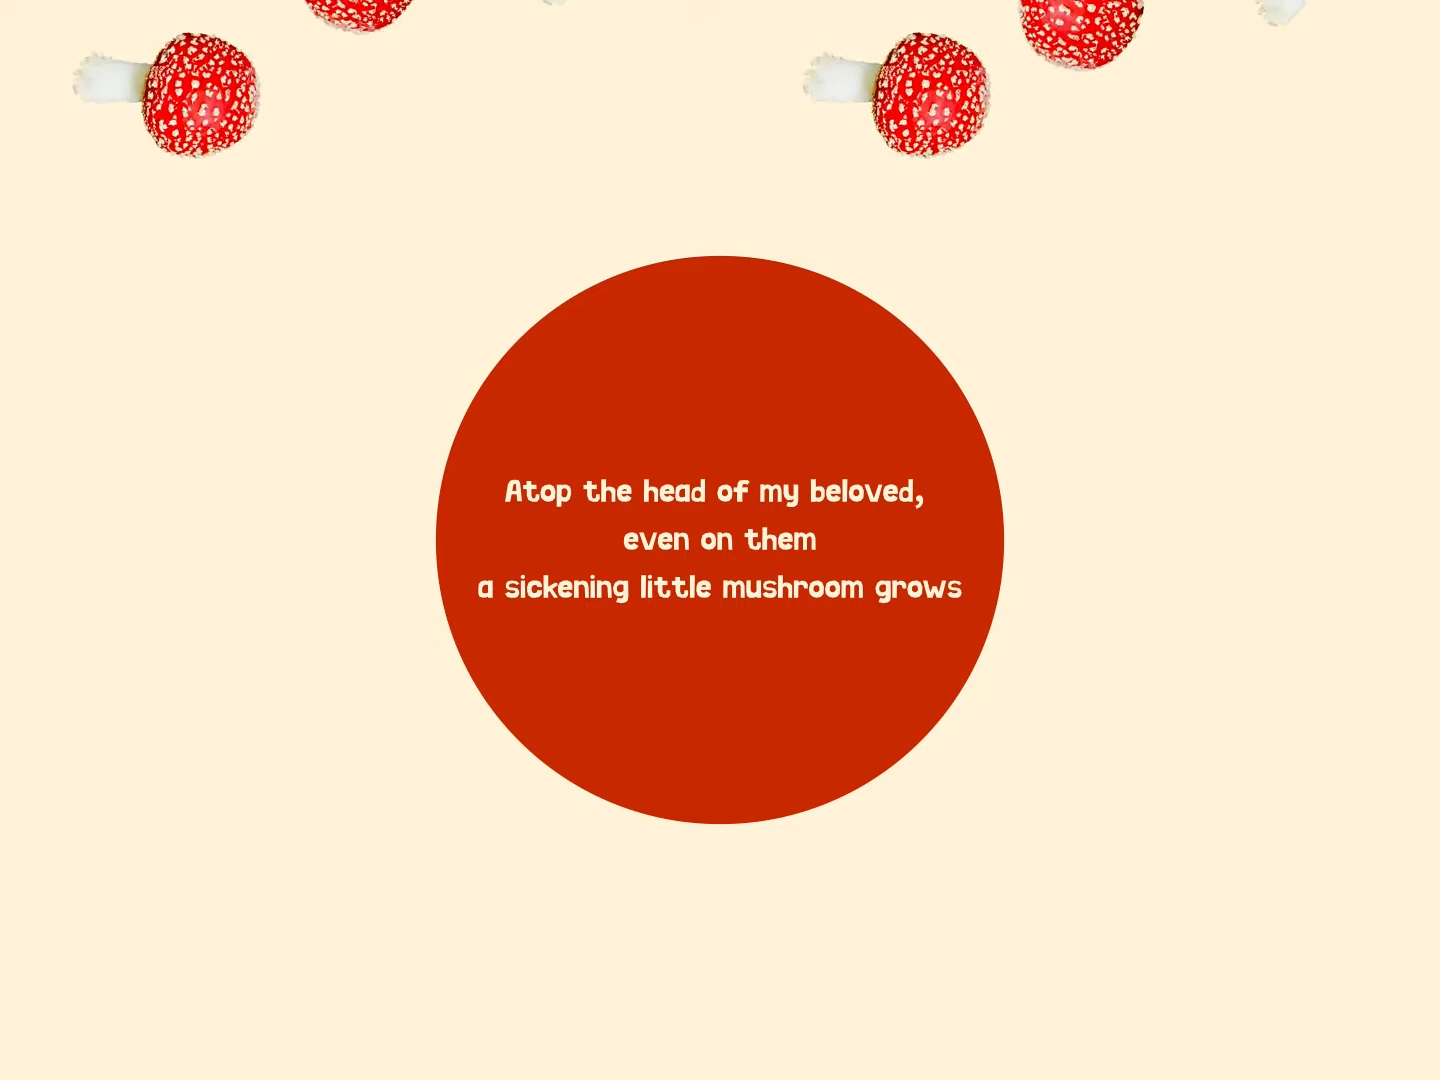 Atop the head of my beloved,
even on them
a sickening little mushroom grows